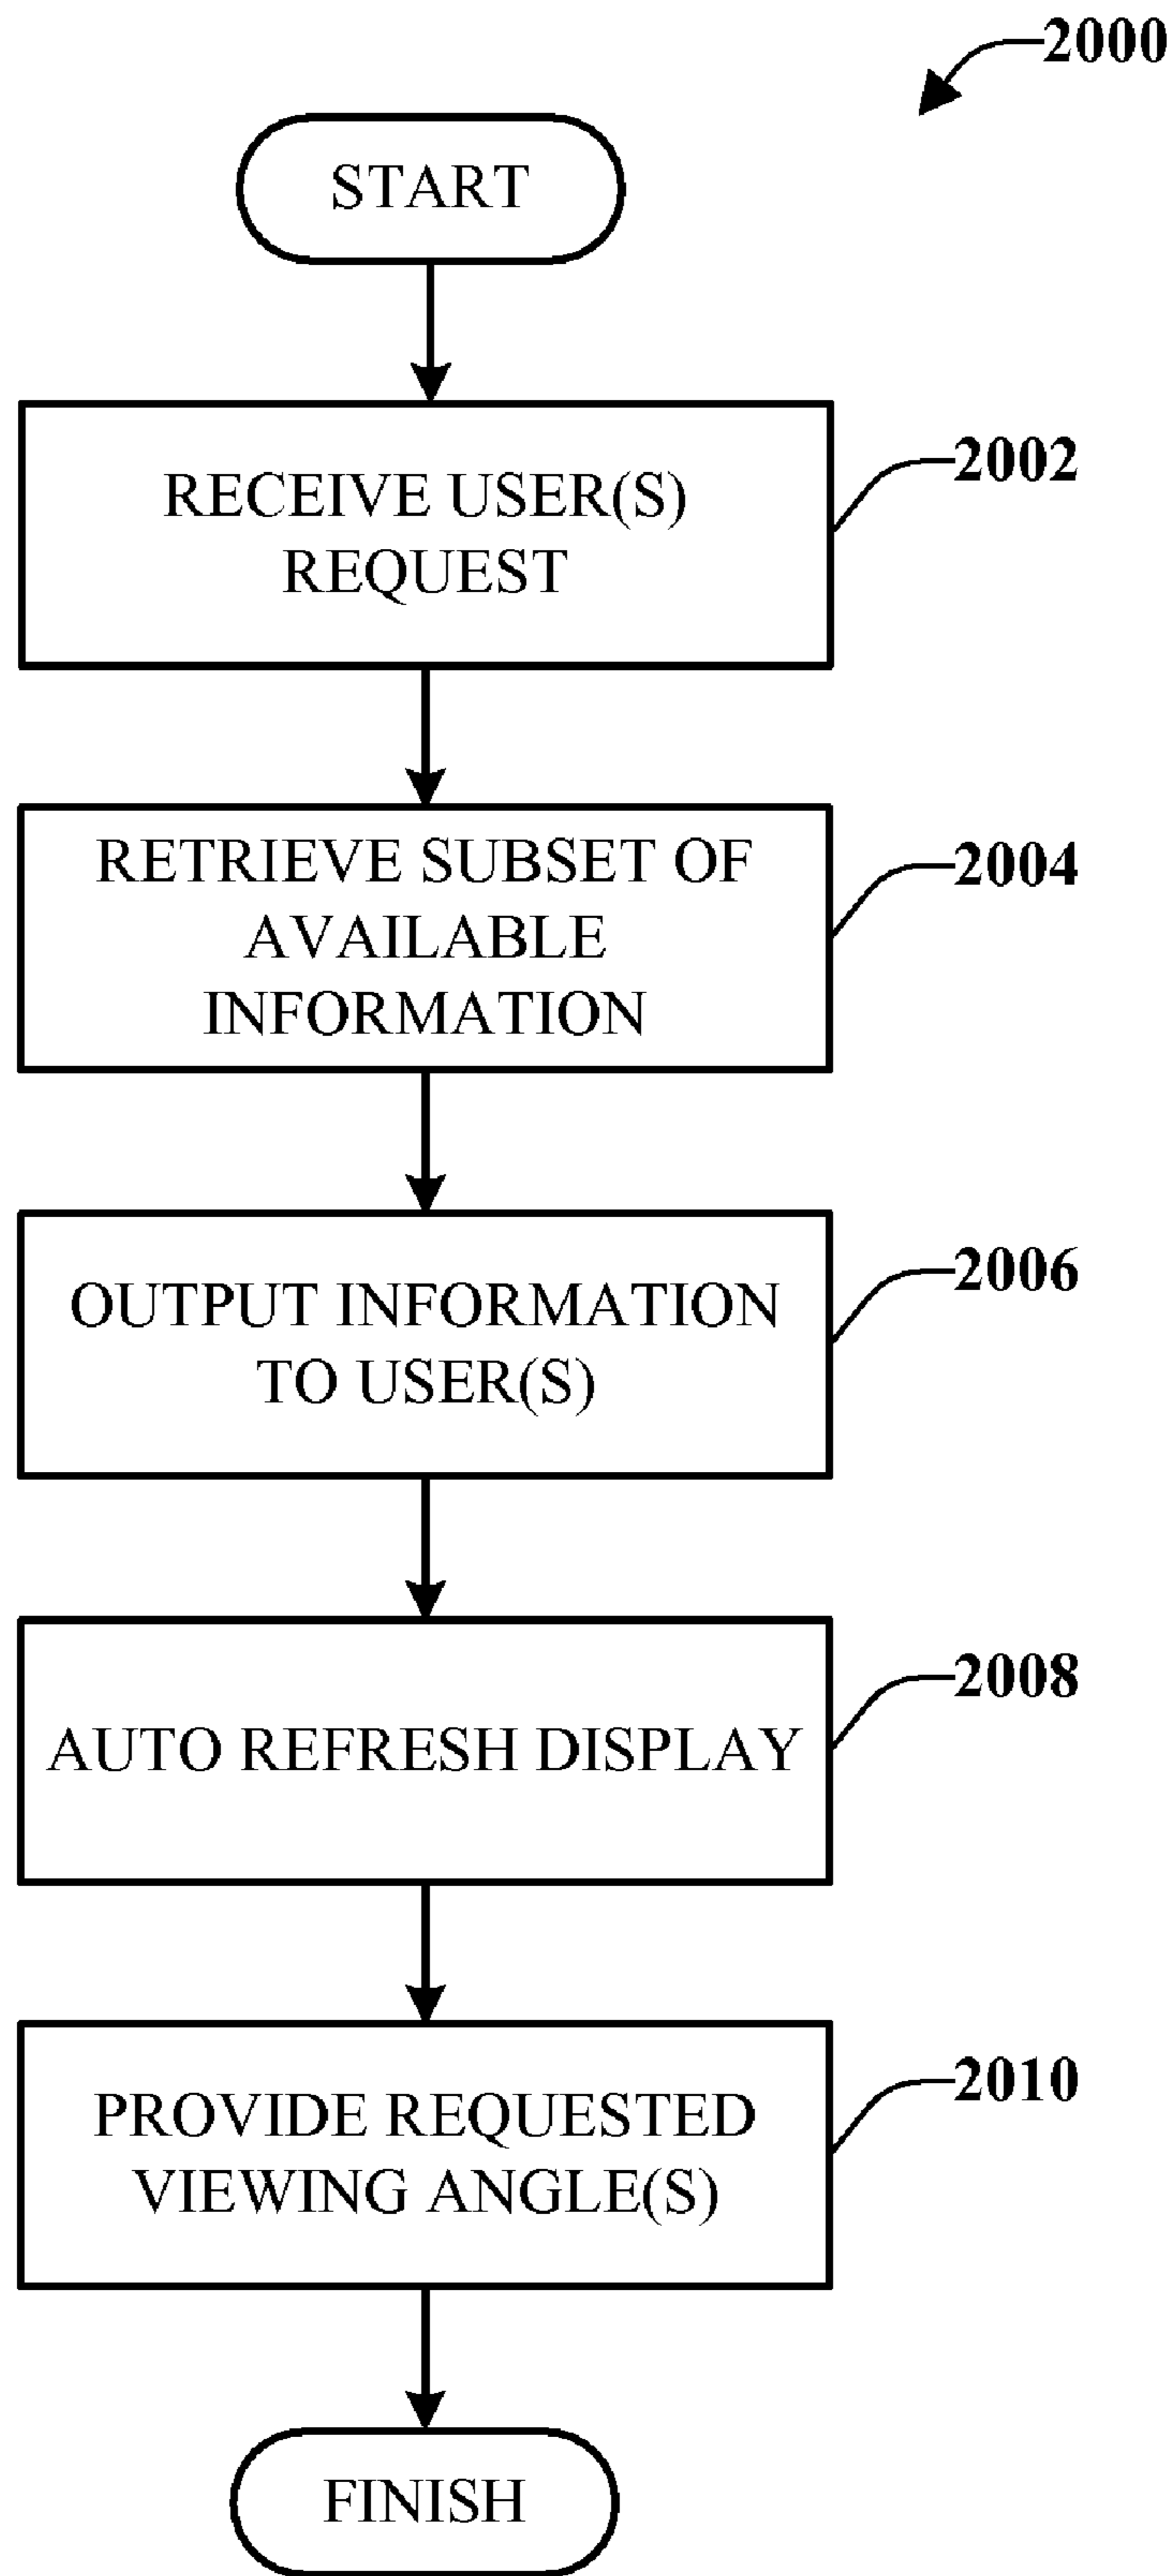 2000
START
RECEIVE USER(S)
REQUEST
2002
RETRIEVE SUBSET OF
AVAILABLE
INFORMATION
2004
OUTPUT INFORMATION
TO USER(S)
2006
AUTO REFRESH DISPLAY
2008
PROVIDE REQUESTED
VIEWING ANGLE(S)
2010
FINISH